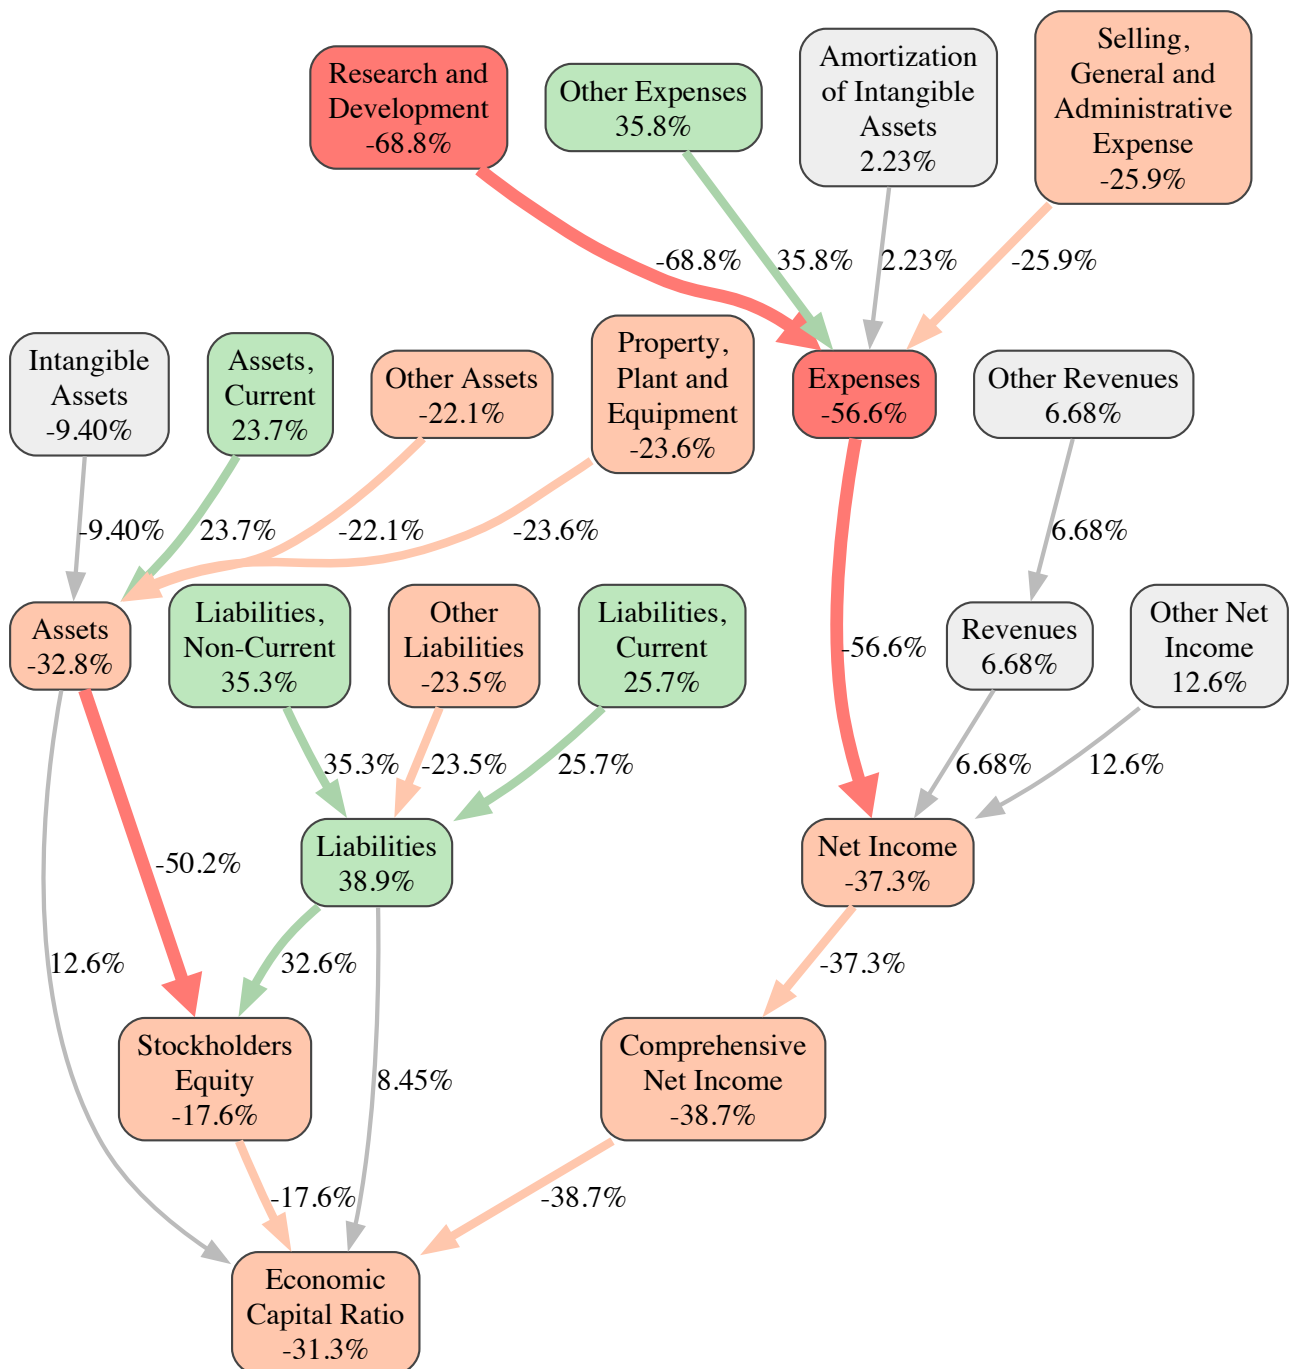 Research and
Development
-68.8%
Other Expenses
35.8%
Amortization
of Intangible
Assets
2.23%
Selling,
General and
Administrative
Expense
-25.9%
-68.8%
35.8%
2.23%
-25.9%
Intangible
Assets
-9.40%
Assets,
Current
23.7%
Other Assets
-22.1%
Property,
Plant and
Equipment
-23.6%
Expenses
-56.6%
Other Revenues
6.68%
-9.40%
23.7%
-22.1%
-23.6%
6.68%
Assets
-32.8%
Liabilities,
Non-Current
35.3%
Other
Liabilities
-23.5%
Liabilities,
Current
25.7%
-56.6%
Revenues
6.68%
Other Net
Income
12.6%
35.3%
-23.5%
25.7%
6.68%
12.6%
-50.2%
Liabilities
38.9%
Net Income
-37.3%
12.6%
32.6%
-37.3%
Stockholders
Equity
-17.6%
8.45%
Comprehensive
Net Income
-38.7%
-17.6%
-38.7%
Economic
Capital Ratio
-31.3%